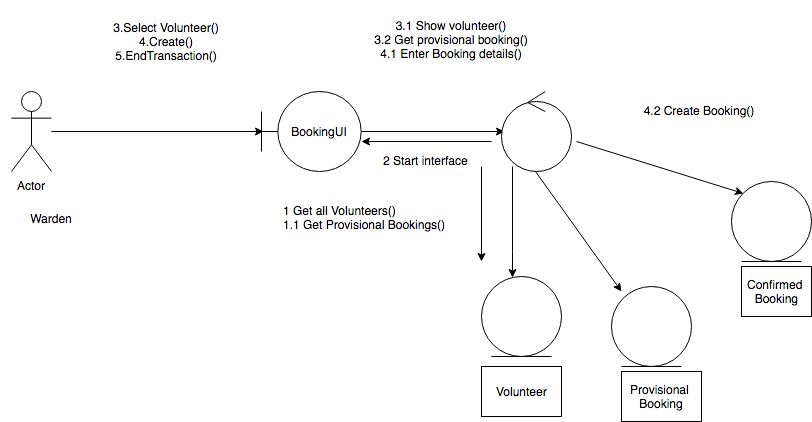 3.Select Volunteer()
4.Create()
5.EndTransaction()
3.1 Show volunteer()
3.2 Get provisional booking()
4.1 Enter Booking details()
4.2 Create Booking()
BookingUI
2 Start interface
Actor
Warden
1 Get all Volunteers()
1.1 Get Provisional Bookings()
Confirmed
Booking
Volunteer
Provisional
Booking